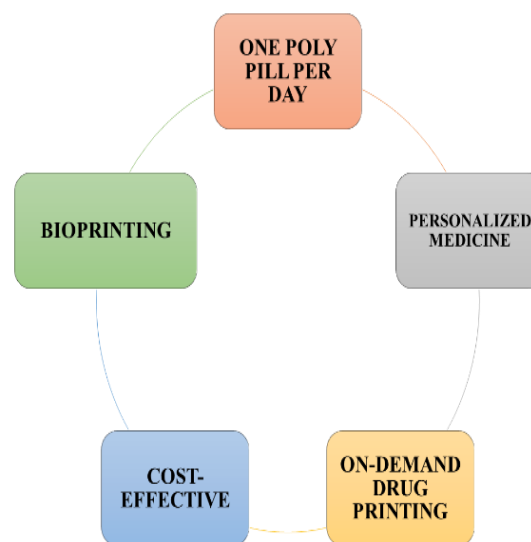 ONE POLY
PILL PER
DAY
BIOPRINTING
PERSONALIZED
MEDICINE
COST-
EFFECTIVE
ON-DEMAND
DRUG
PRINTING